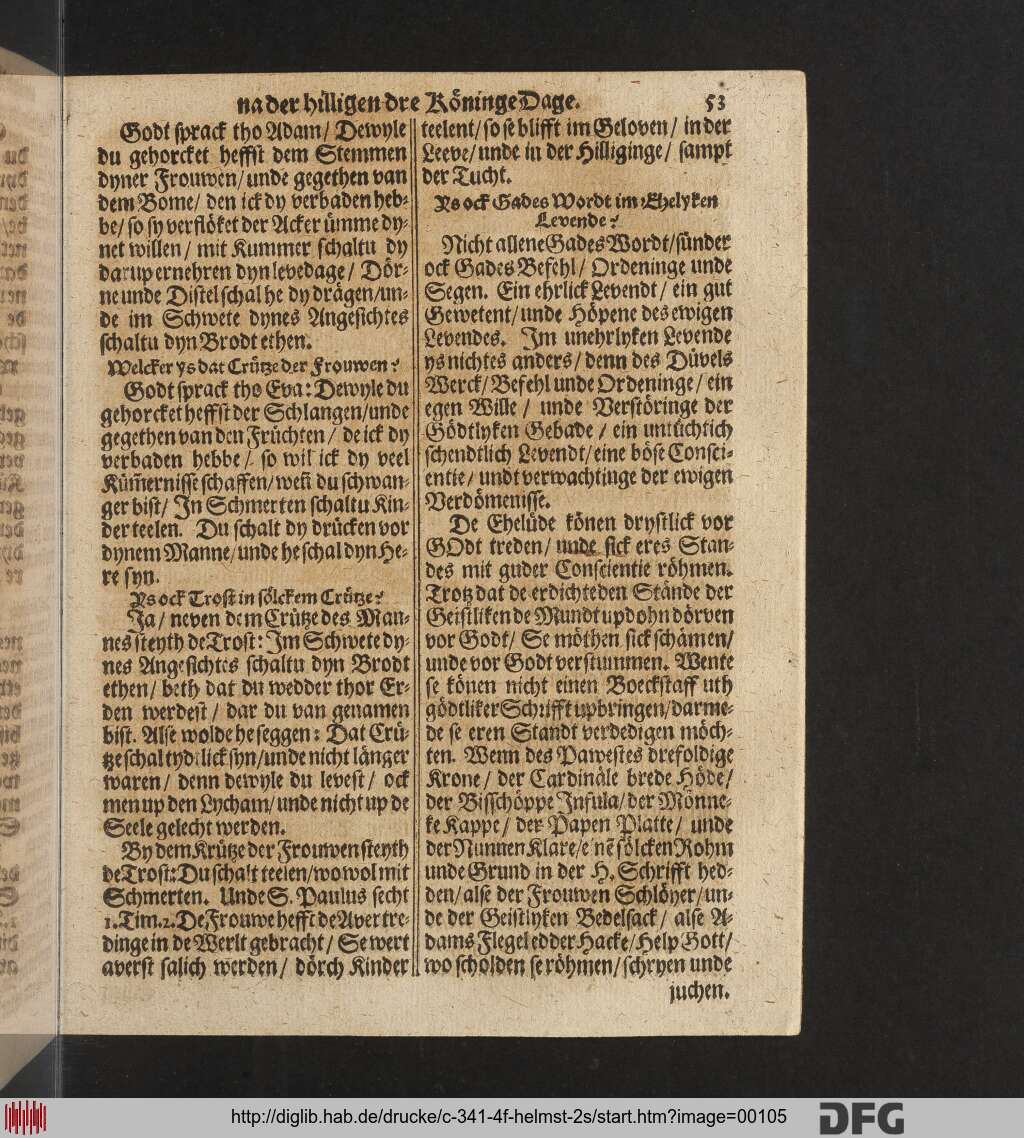 na der hilligen dre Köninge Dage. 53
Godt sprack tho Adam/ Dewyle
du gehorcket heffst dem Stemmen
dyner Frouwen/ unde gegethen van
dem Bome/ den ick dy verbaden heb-
be/ so sy verflöket der Acker ümme dy-
net willen/ mit Kummer schaltu dy
darup ernehren dyn levedage/ Dör-
ne unde Distel schal he dy drägen/ un-
de im Schwete dynes Angesichtes
schaltu dyn Brodt ethen.
Welcker ys dat Crütze der Frouwen?
Godt sprack tho Eva: Dewyle du
gehorcket heffst der Schlangen/ unde
gegethen van den Früchten/ de ick dy
verbaden hebbe/ so wil ick dy veel
Küm̃ernisse schaffen/ weñ du schwan-
ger bist/ Jn Schmerten schaltu Kin-
der teelen. Du schalt dy drücken vor
dynem Manne/ unde he schal dyn He-
re syn.
Ys ock Trost in sölckem Crütze?
Ja/ neven dem Crütze des Man-
nes steyth de Trost: Jm Schwete dy-
nes Angesichtes schaltu dyn Brodt
ethen/ beth dat du wedder thor Er-
den werdest/ dar du van genamen
bist. Alse wolde he seggen: Dat Crü-
tze schal tydtlick syn/ unde nicht länger
waren/ denn dewyle du levest/ ock
men up den Lycham/ unde nicht up de
Seele gelecht werden.
By dem Krütze der Frouwen steyth
de Trost: Du schalt teelen/ wo wol mit
Schmerten. Unde S. Paulus secht
1. Tim. 2. De Frouwe hefft de Avertre-
dinge in de Werlt gebracht/ Se wert
averst salich werden/ dörch Kinder
teelent/ so se blifft im Geloven/ in der
Leeve/ unde in der Hilliginge/ sampt
der Tucht.
Ys ock Gades Wordt im Ehelyken
Levende?
Nicht allene Gades Wordt/ sünder
ock Gades Befehl/ Ordeninge unde
Segen. Ein ehrlick Levendt/ ein gut
Gewetent/ unde Höpene des ewigen
Levendes. Jm unehrlyken Levende
ys nichtes anders/ denn des Düvels
Werck/ Befehl unde Ordeninge/ ein
egen Wille/ unde Verstöringe der
Gödtlyken Gebade/ ein untüchtich
schendtlich Levendt/ eine böse Consci-
entie/ undt verwachtinge der ewigen
Verdömenisse.
De Ehelüde könen drystlick vor
GOdt treden/ unde sick eres Stan-
des mit guder Conscientie röhmen.
Trotz dat de erdichteden Stände der
Geistliken de Mundt updohn dörven
vor Godt/ Se möthen sick schämen/
unde vor Godt verstummen. Wente
se könen nicht einen Boeckstaff uth
gödtliker Schrifft upbringen/ darme-
de se eren Standt verdedigen möch-
ten. Wenn des Pawestes drefoldige
Krone/ der Cardinäle brede Höde/
der Bisschöppe Jnfula/ der Mönne-
ke Kappe/ der Papen Platte/ unde
der Nunnen Klare/ einẽ sölcken Rohm
unde Grund in der H. Schrifft hed-
den/ alse der Frouwen Schlöyer/ un-
de der Geistlyken Bedelsack/ alse A-
dams Flegel edder Hacke/ Help Gott/
wo scholden se röhmen/ schryen unde
juchen.
http://diglib.hab.de/drucke/c-341-4f-helmst-2s/start.htm?image=00105
DFG